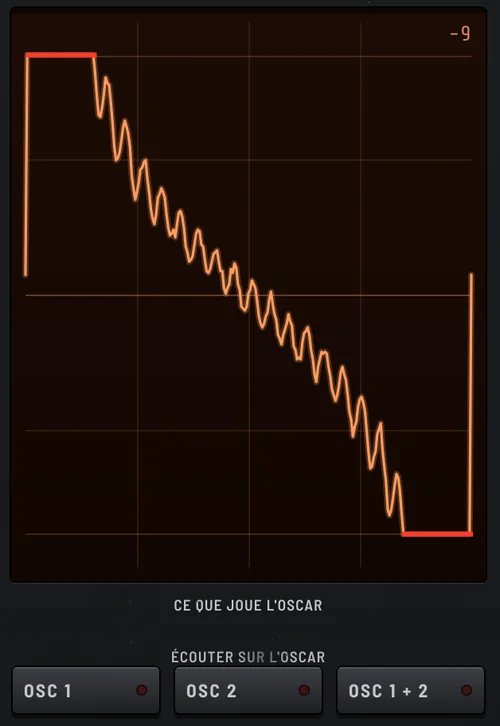 -9
CE QUE JOUE L'OSCAR
ÉCOUTER SUR L'OSCAR
OSC 1
OSC 2
OSC 1 + 2